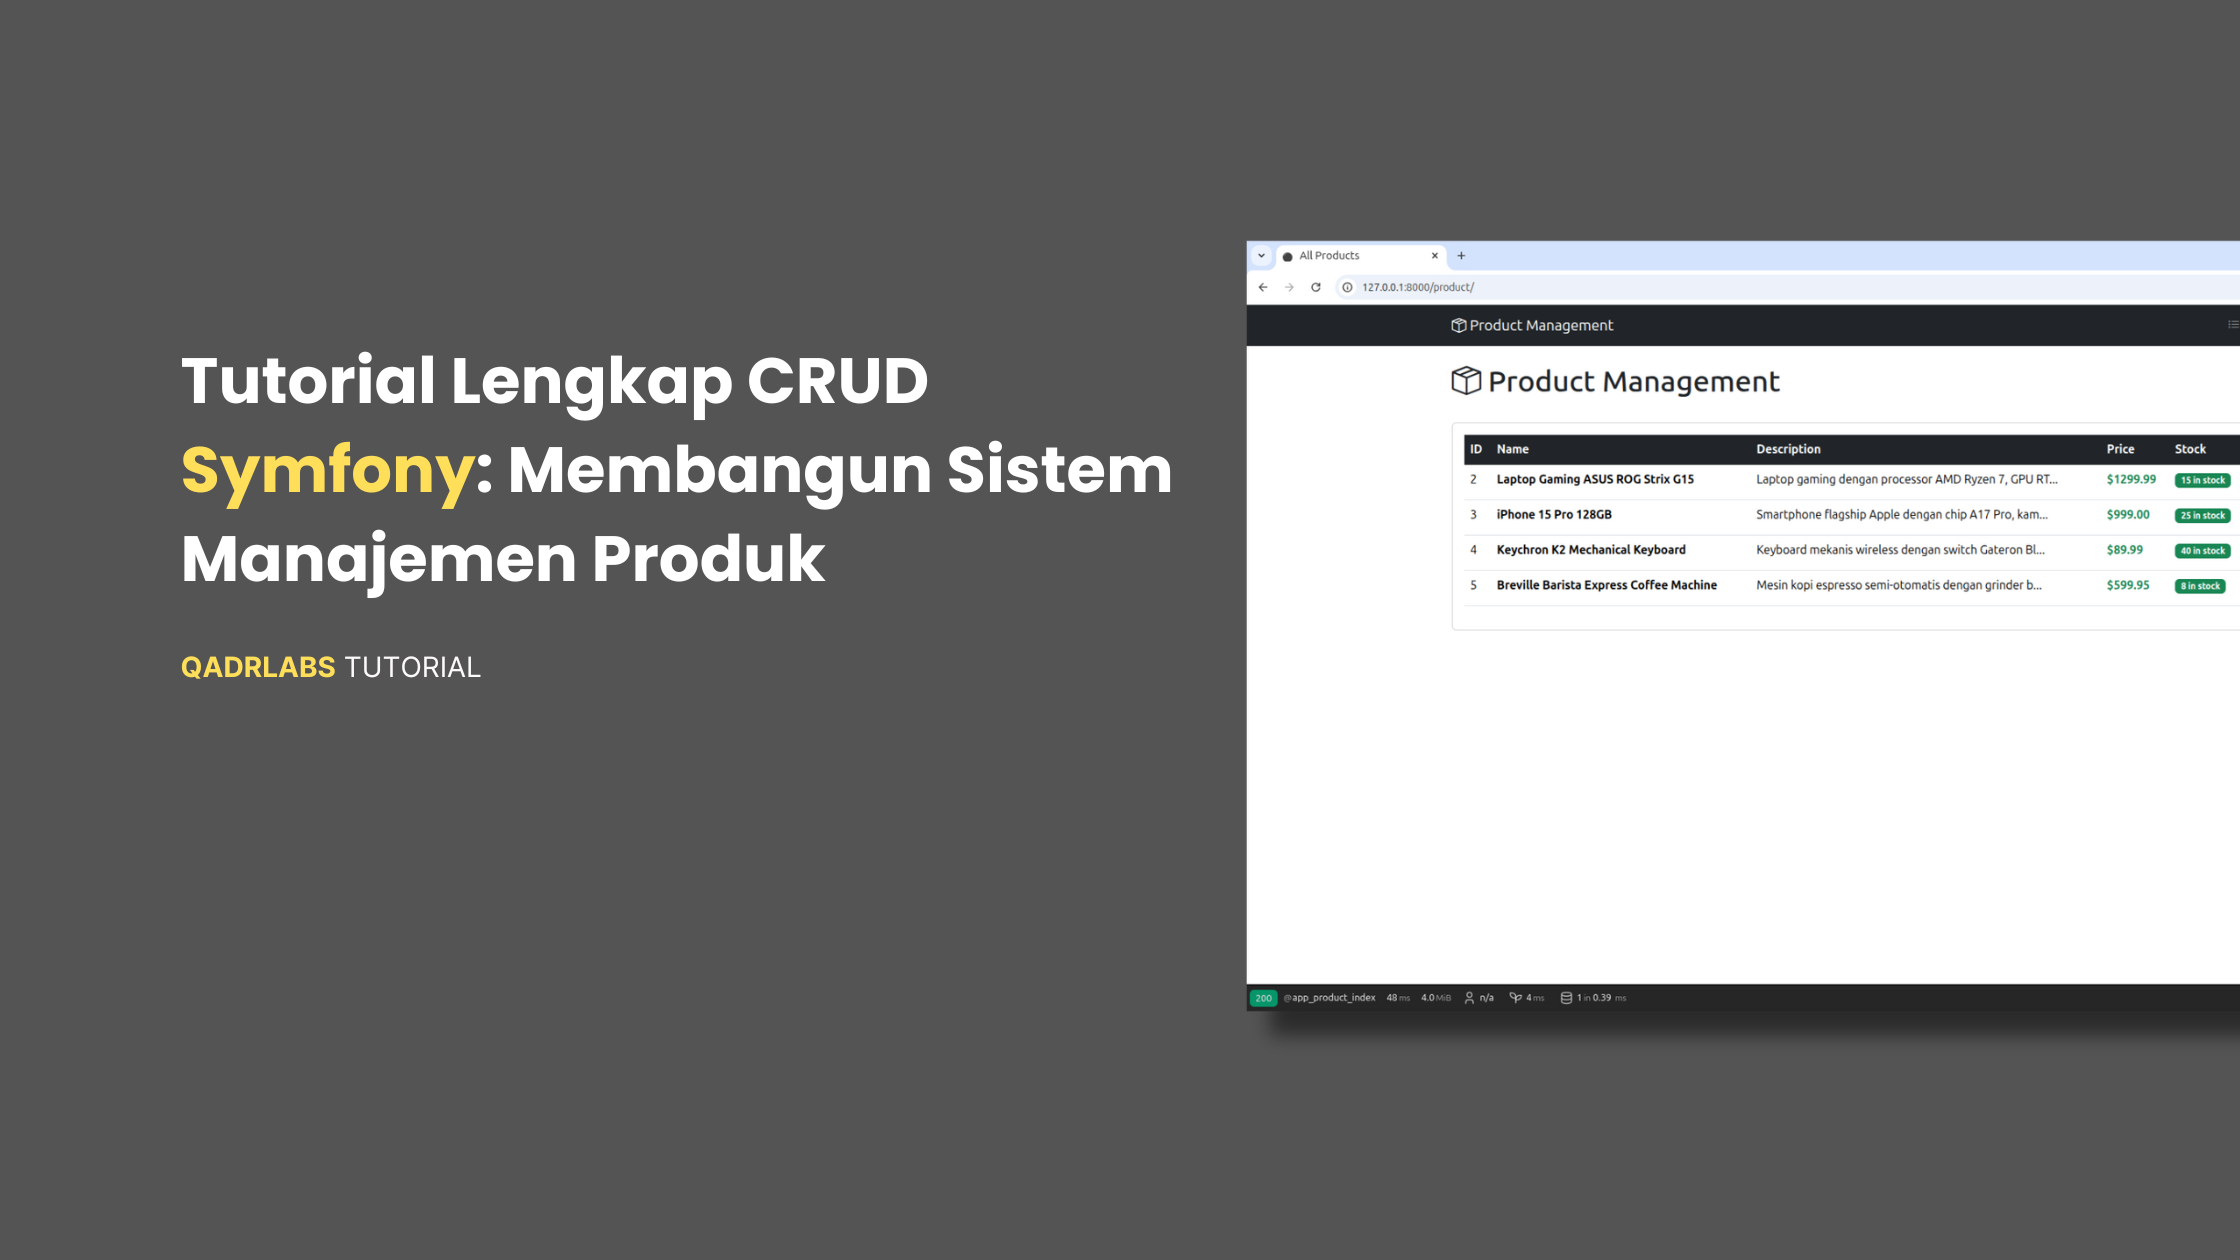 Tutorial Lengkap CRUD
Symfony: Membangun Sistem
Manajemen Produk
QADRLABS TUTORIAL
All Products
127.0.0.1:8000/product/
Product Management
Product Management
ID Name Description Price Stock
2 Laptop Gaming ASUS ROG Strix G15 Laptop gaming dengan processor AMD Ryzen 7, GPU RT... $1299.99 15 in stock
3 iPhone 15 Pro 128GB Smartphone flagship Apple dengan chip A17 Pro, kam... $999.00 25 in stock
4 Keychron K2 Mechanical Keyboard Keyboard mekanis wireless dengan switch Gateron Bl... $89.99 40 in stock
5 Breville Barista Express Coffee Machine Mesin kopi espresso semi-otomatis dengan grinder b... $599.95 8 in stock
200 @app_product_index 48 ms 4.0 MiB n/a 4 ms 1 in 0.39 ms